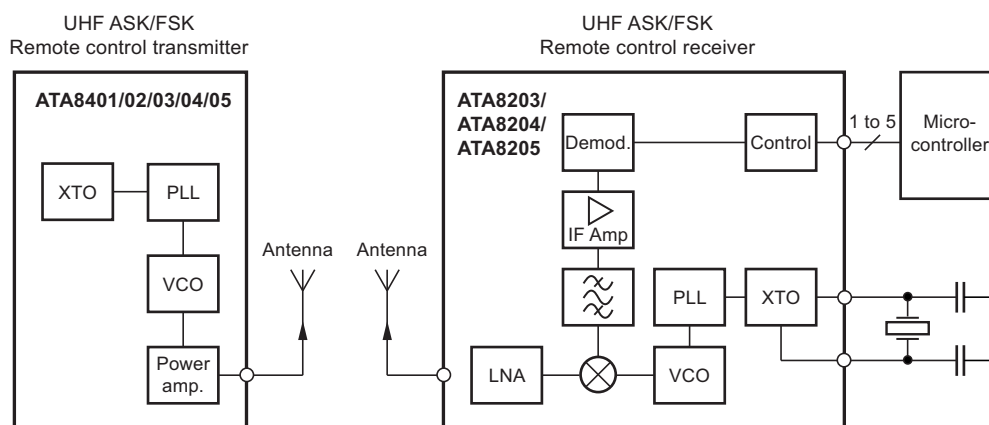 UHF ASK/FSK
Remote control transmitter
ATA8401/02/03/04/05
XTO
PLL
VCO
Power
amp.
Antenna
Antenna
UHF ASK/FSK
Remote control receiver
ATA8203/
ATA8204/
ATA8205
Demod.
Control
1 to 5
Micro-
controller
IF Amp
PLL
XTO
LNA
VCO